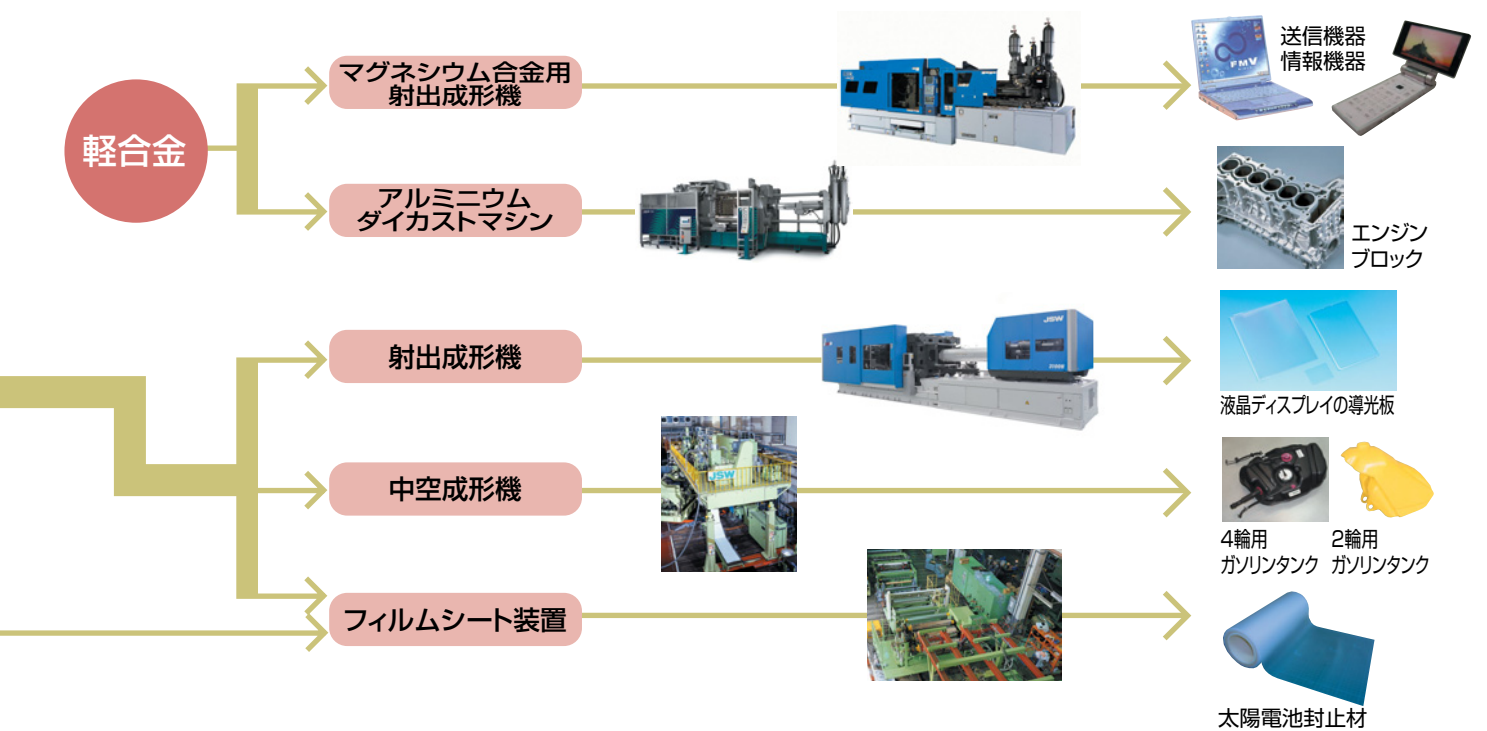 軽合金
マグネシウム合金用
射出成形機
FMV
送信機器
情報機器
アルミニウム
ダイカストマシン
エンジン
ブロック
射出成形機
JSW
液晶ディスプレイの導光板
中空成形機
JSW
4輪用
ガソリンタンク
2輪用
ガソリンタンク
フィルムシート装置
太陽電池封止材